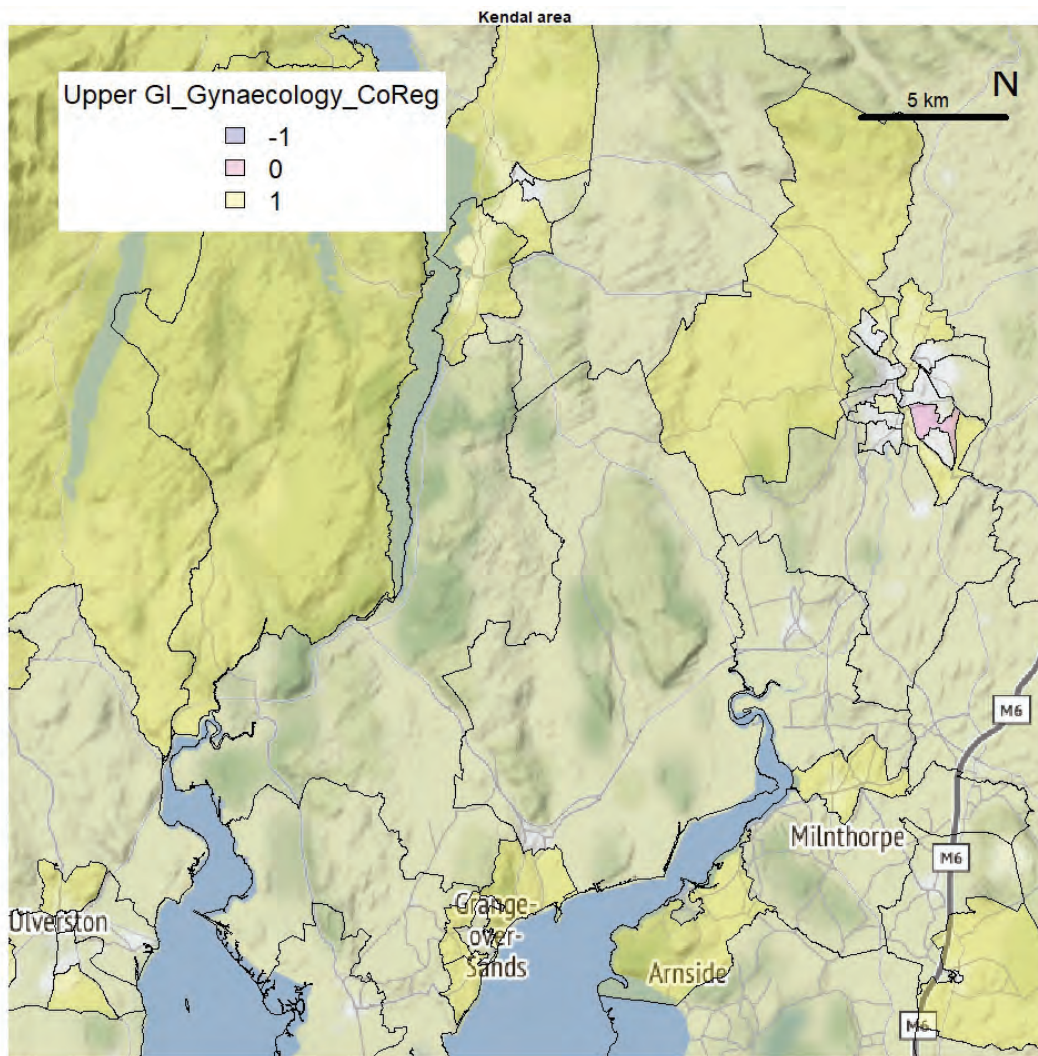 Kendal area
Upper GI_Gynaecology_CoReg
-1
0
1
N
5 km
M6
Milnthorpe
M6
Grange-
over-
Sands
Ulverston
Arnside
M6